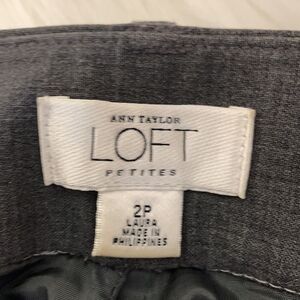 ANN TAYLOR
LOFT
PETITES
2P
LAURA
MADE IN
PHILIPPINES